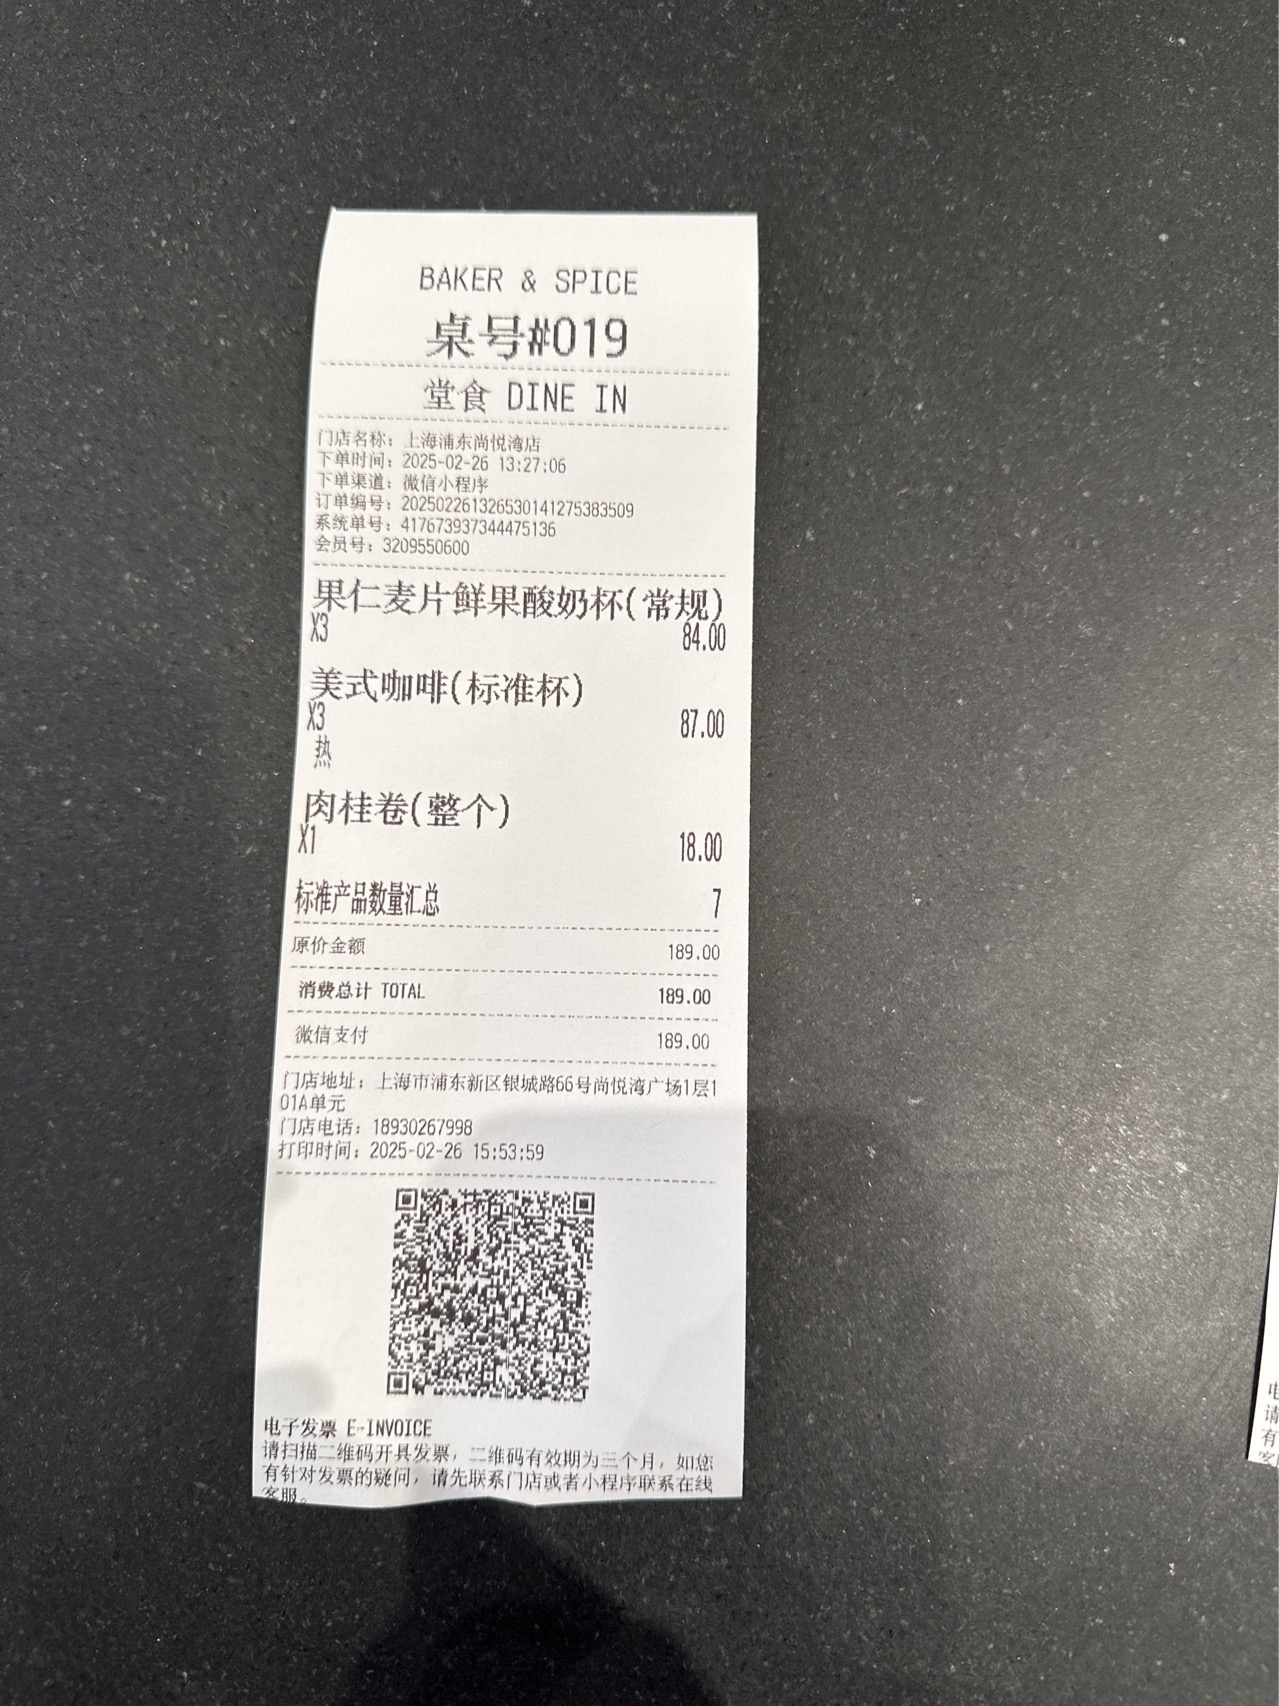 BAKER & SPICE
桌号#019
堂食 DINE IN
门店名称：上海浦东尚悦湾店
下单时间：2025-02-26 13:27:06
下单渠道：微信小程序
订单编号：20250226132653014127538​3509
系统单号：417673937344475136
会员号：3209550600
果仁麦片鲜果酸奶杯(常规)
X3 84.00
美式咖啡(标准杯)
X3 87.00
热
肉桂卷(整个)
X1 18.00
标准产品数量汇总 7
原价金额 189.00
消费总计 TOTAL 189.00
微信支付 189.00
门店地址：上海市浦东新区银城路66号尚悦湾广场1层1
01A单元
门店电话：18930267998
打印时间：2025-02-26 15:53:59
电子发票 E-INVOICE
请扫描二维码开具发票，二维码有效期为三个月，如您
有针对发票的疑问，请先联系门店或者小程序联系在线
客服。
电
请
有